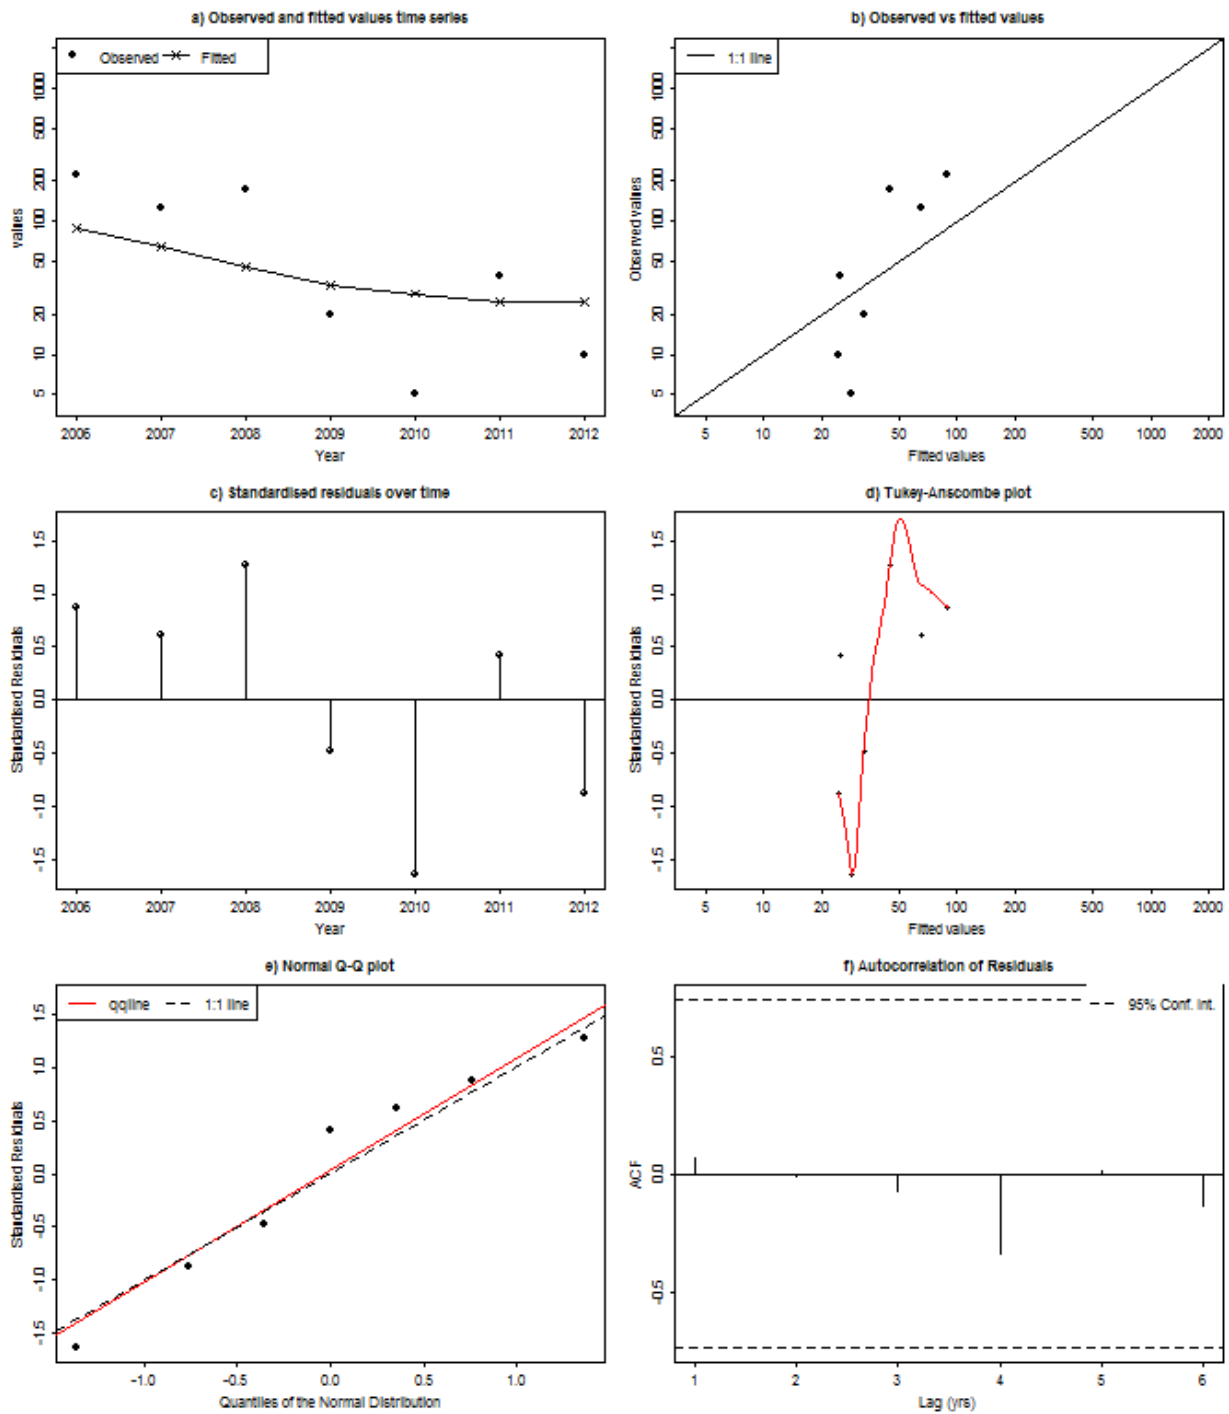 a) Observed and fitted values time series
Observed Fitted
values
5 10 20 50 100 200 500 1000
2006 2007 2008 2009 2010 2011 2012
Year
b) Observed vs fitted values
1:1 line
Observed values
5 10 20 50 100 200 500 1000
5 10 20 50 100 200 500 1000 2000
Fitted values
c) Standardised residuals over time
Standardised Residuals
-1.5 -1.0 -0.5 0.0 0.5 1.0 1.5
2006 2007 2008 2009 2010 2011 2012
Year
d) Tukey-Anscombe plot
Standardised Residuals
-1.5 -1.0 -0.5 0.0 0.5 1.0 1.5
5 10 20 50 100 200 500 1000 2000
Fitted values
e) Normal Q-Q plot
qqline 1:1 line
Standardised Residuals
-1.5 -1.0 -0.5 0.0 0.5 1.0 1.5
-1.0 -0.5 0.0 0.5 1.0
Quantiles of the Normal Distribution
f) Autocorrelation of Residuals
95% Conf. Int.
ACF
-0.5 0.0 0.5
1 2 3 4 5 6
Lag (yrs)